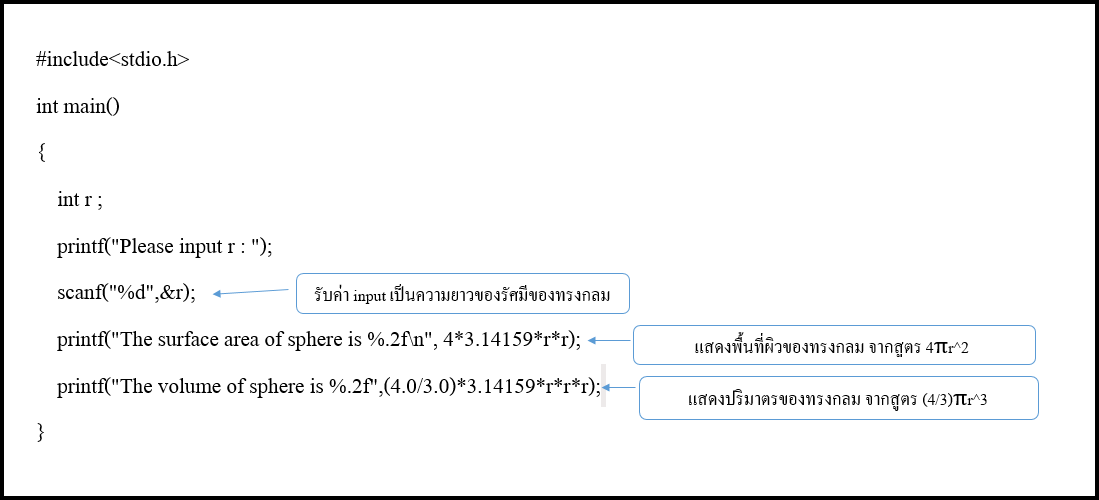 #include<stdio.h>
int main()
{
int r ;
printf("Please input r : ");
scanf("%d",&r);
รับค่า input เป็นความยาวของรัศมีของทรงกลม
printf("The surface area of sphere is %.2f\n", 4*3.14159*r*r);
แสดงพื้นที่ผิวของทรงกลม จากสูตร 4πr^2
printf("The volume of sphere is %.2f",(4.0/3.0)*3.14159*r*r*r);
แสดงปริมาตรของทรงกลม จากสูตร (4/3)πr^3
}